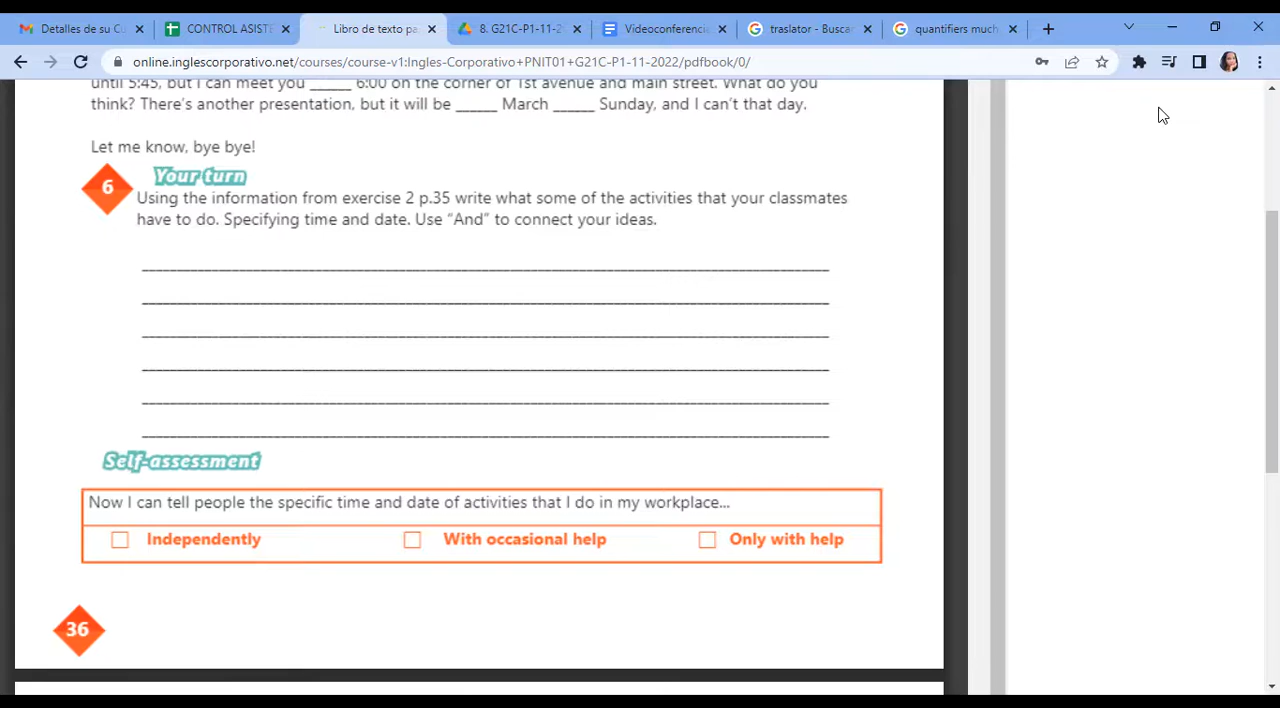 Detalles de su C
CONTROL ASISTE
Libro de texto pa
8. G21C-P1-11-2
Videoconferencia
traslator - Buscar
quantifiers much
online.inglescorporativo.net/courses/course-v1:Ingles-Corporativo+PNIT01+G21C-P1-11-2022/pdfbook/0/
until 5:45, but I can meet you ______ 6:00 on the corner of 1st avenue and main street. What do you
think? There's another presentation, but it will be ______ March ______ Sunday, and I can't that day.
Let me know, bye bye!
6
Your turn
Using the information from exercise 2 p.35 write what some of the activities that your classmates
have to do. Specifying time and date. Use “And” to connect your ideas.
Self-assessment
Now I can tell people the specific time and date of activities that I do in my workplace...
Independently
With occasional help
Only with help
36